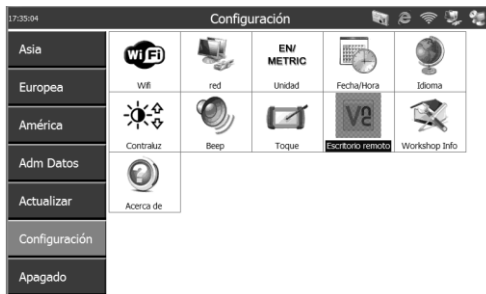 17:35:04
Configuración
Asia
Europea
América
Adm Datos
Actualizar
Configuración
Apagado
WiFi
EN/
METRIC
Wifi
red
Unidad
Fecha/Hora
Idioma
V2
Contraluz
Beep
Toque
Escritorio remoto
Workshop Info
Acerca de